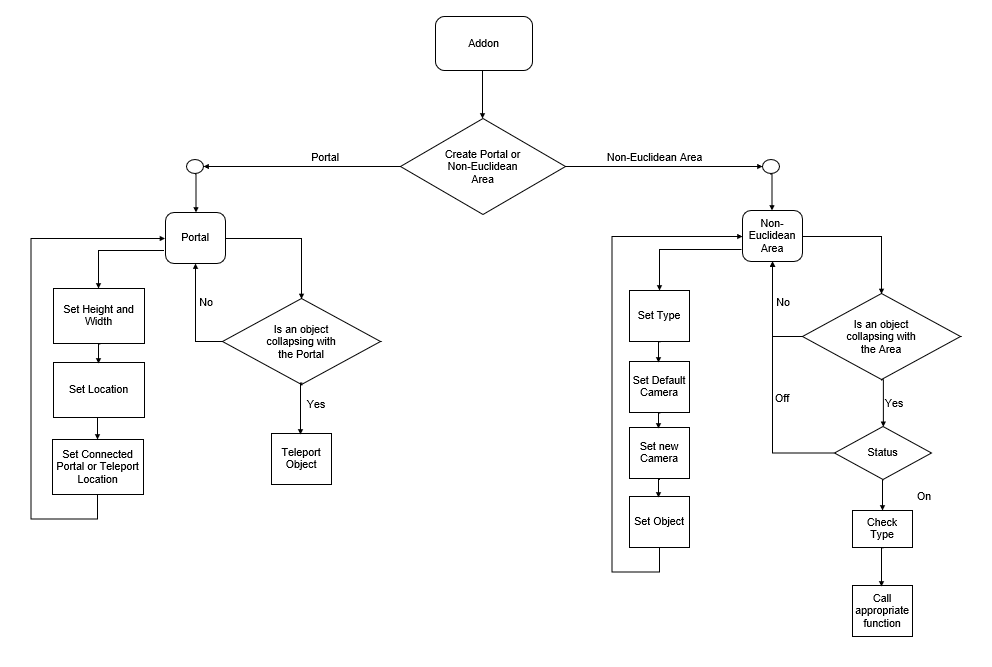 Addon
Create Portal or
Non-Euclidean
Area
Portal
Non-Euclidean Area
Portal
Set Height and
Width
Set Location
Set Connected
Portal or Teleport
Location
No
Is an object
collapsing with
the Portal
Yes
Teleport
Object
Non-
Euclidean
Area
Set Type
Set Default
Camera
Set new
Camera
Set Object
No
Is an object
collapsing with
the Area
Off
Yes
Status
On
Check
Type
Call
appropriate
function